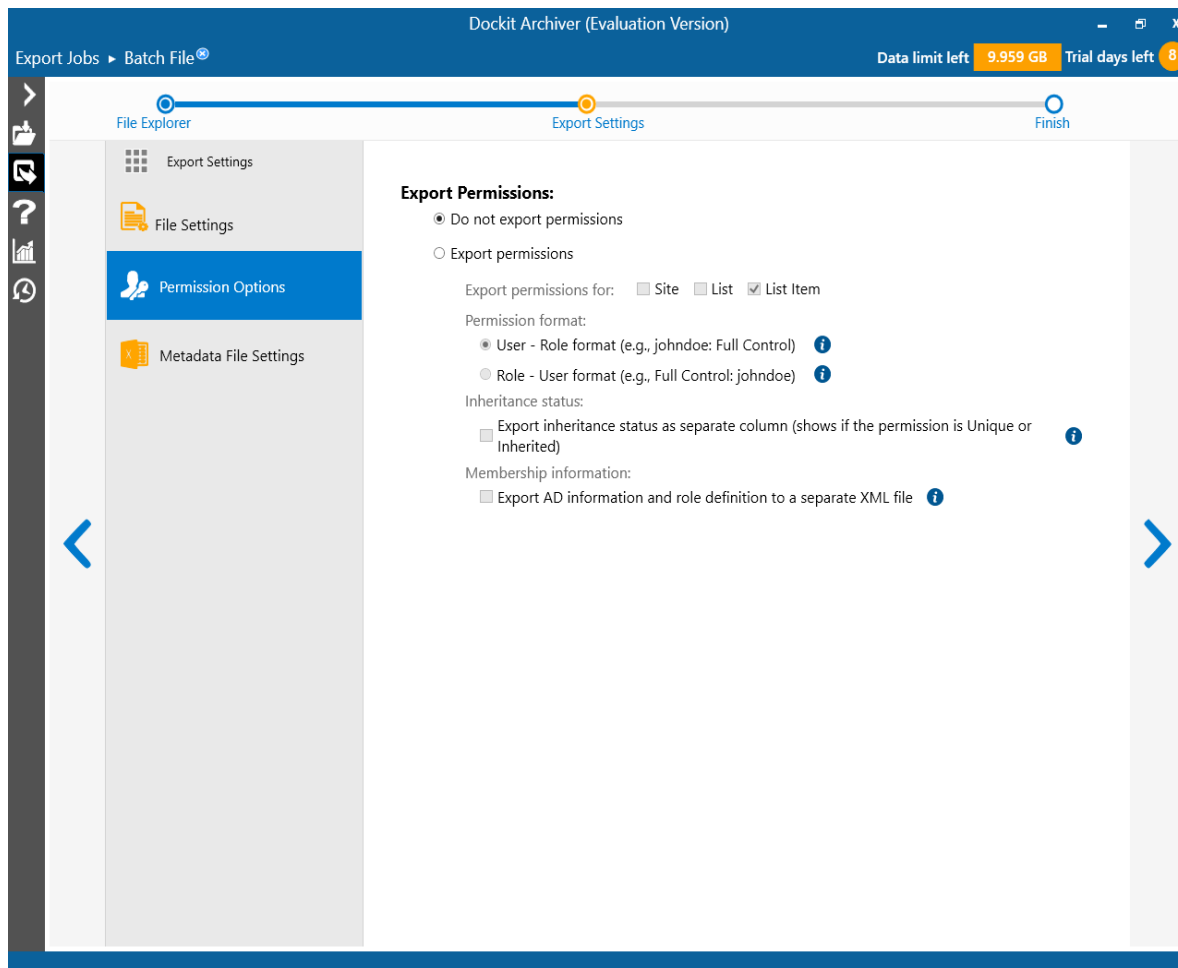 Dockit Archiver (Evaluation Version)
Export Jobs ▸ Batch File
Data limit left 9.959 GB Trial days left 8
File Explorer
Export Settings
Finish
Export Settings
File Settings
Permission Options
Metadata File Settings
Export Permissions:
Do not export permissions
Export permissions
Export permissions for: Site List List Item
Permission format:
User - Role format (e.g., johndoe: Full Control)
Role - User format (e.g., Full Control: johndoe)
Inheritance status:
Export inheritance status as separate column (shows if the permission is Unique or
Inherited)
Membership information:
Export AD information and role definition to a separate XML file